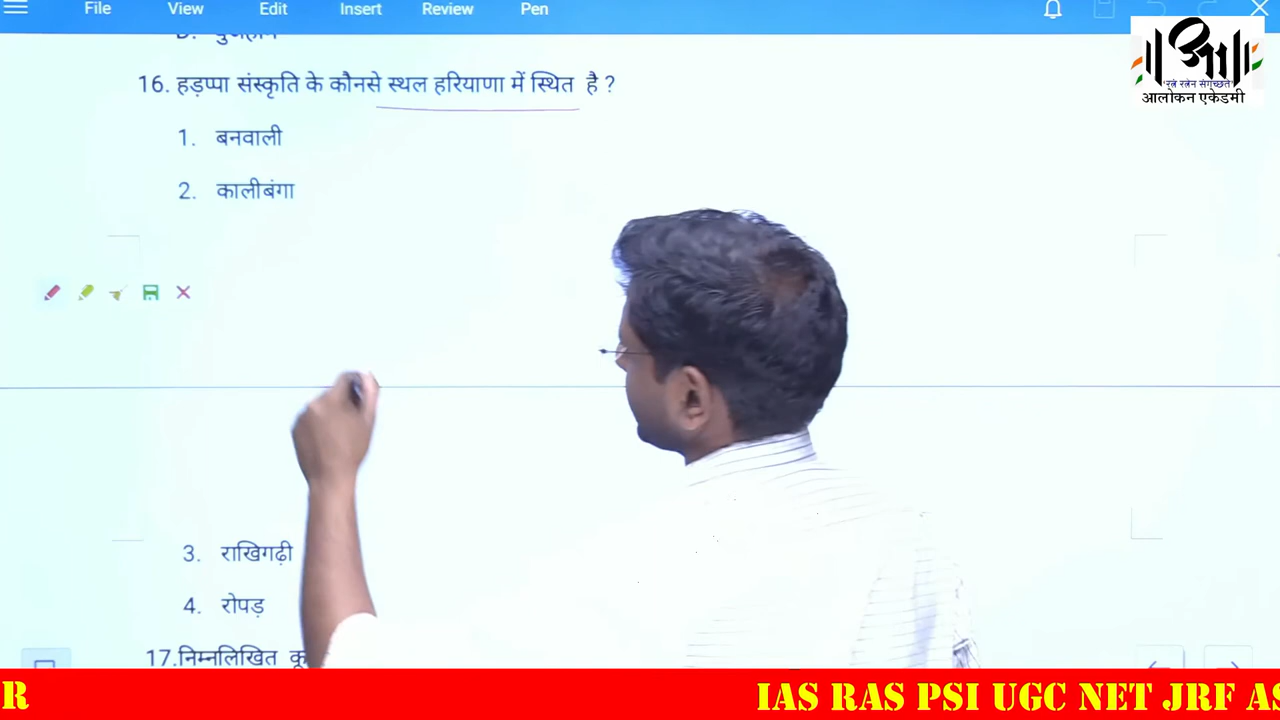 File View Edit Insert Review Pen
16. हड़प्पा संस्कृति के कौनसे स्थल हरियाणा में स्थित है ?
1. बनवाली
2. कालीबंगा
3. राखिगढ़ी
4. रोपड़
17.निम्नलिखित
आलोकन एकेडमी
R IAS RAS PSI UGC NET JRF AS